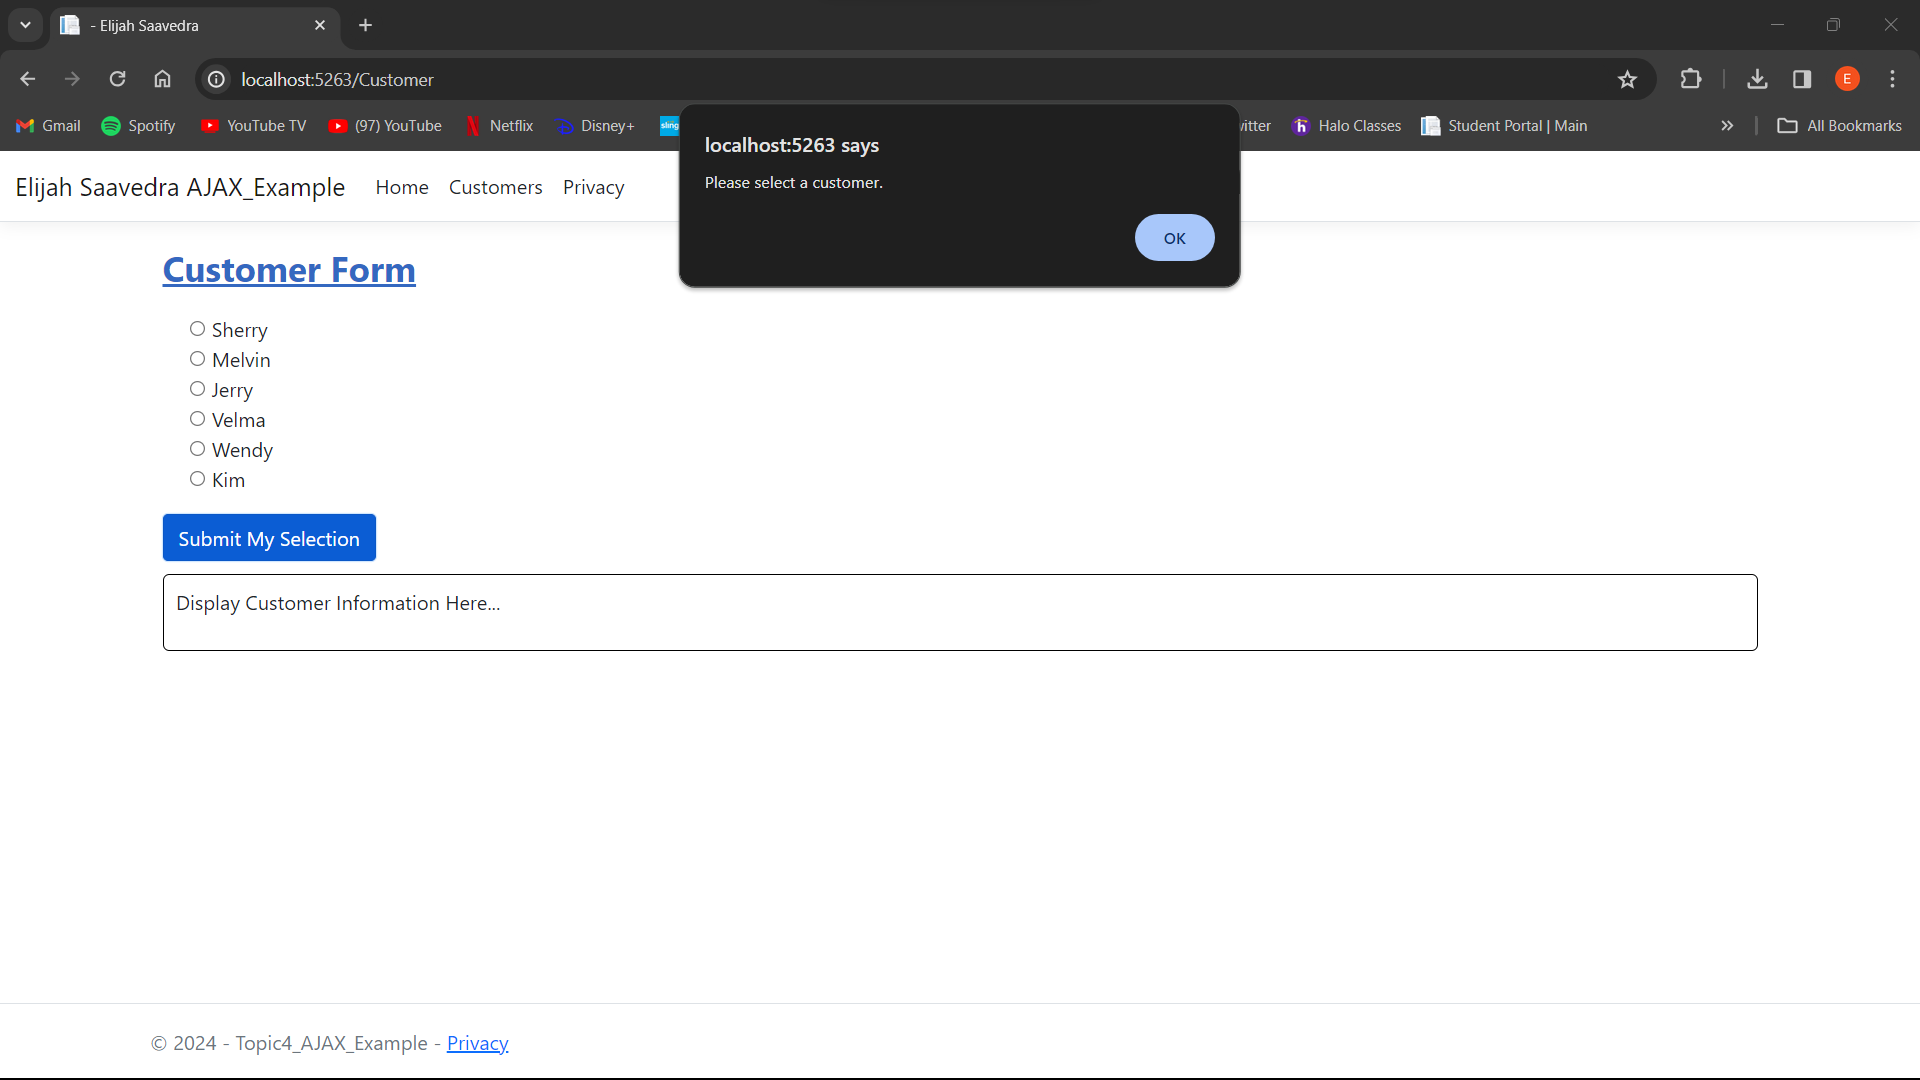 - Elijah Saavedra
localhost:5263/Customer
Gmail Spotify YouTube TV (97) YouTube Netflix Disney+ sling Halo Classes Student Portal | Main All Bookmarks
localhost:5263 says
Please select a customer.
OK
E
Elijah Saavedra AJAX_Example Home Customers Privacy
Customer Form
Sherry
Melvin
Jerry
Velma
Wendy
Kim
Submit My Selection
Display Customer Information Here...
© 2024 - Topic4_AJAX_Example - Privacy